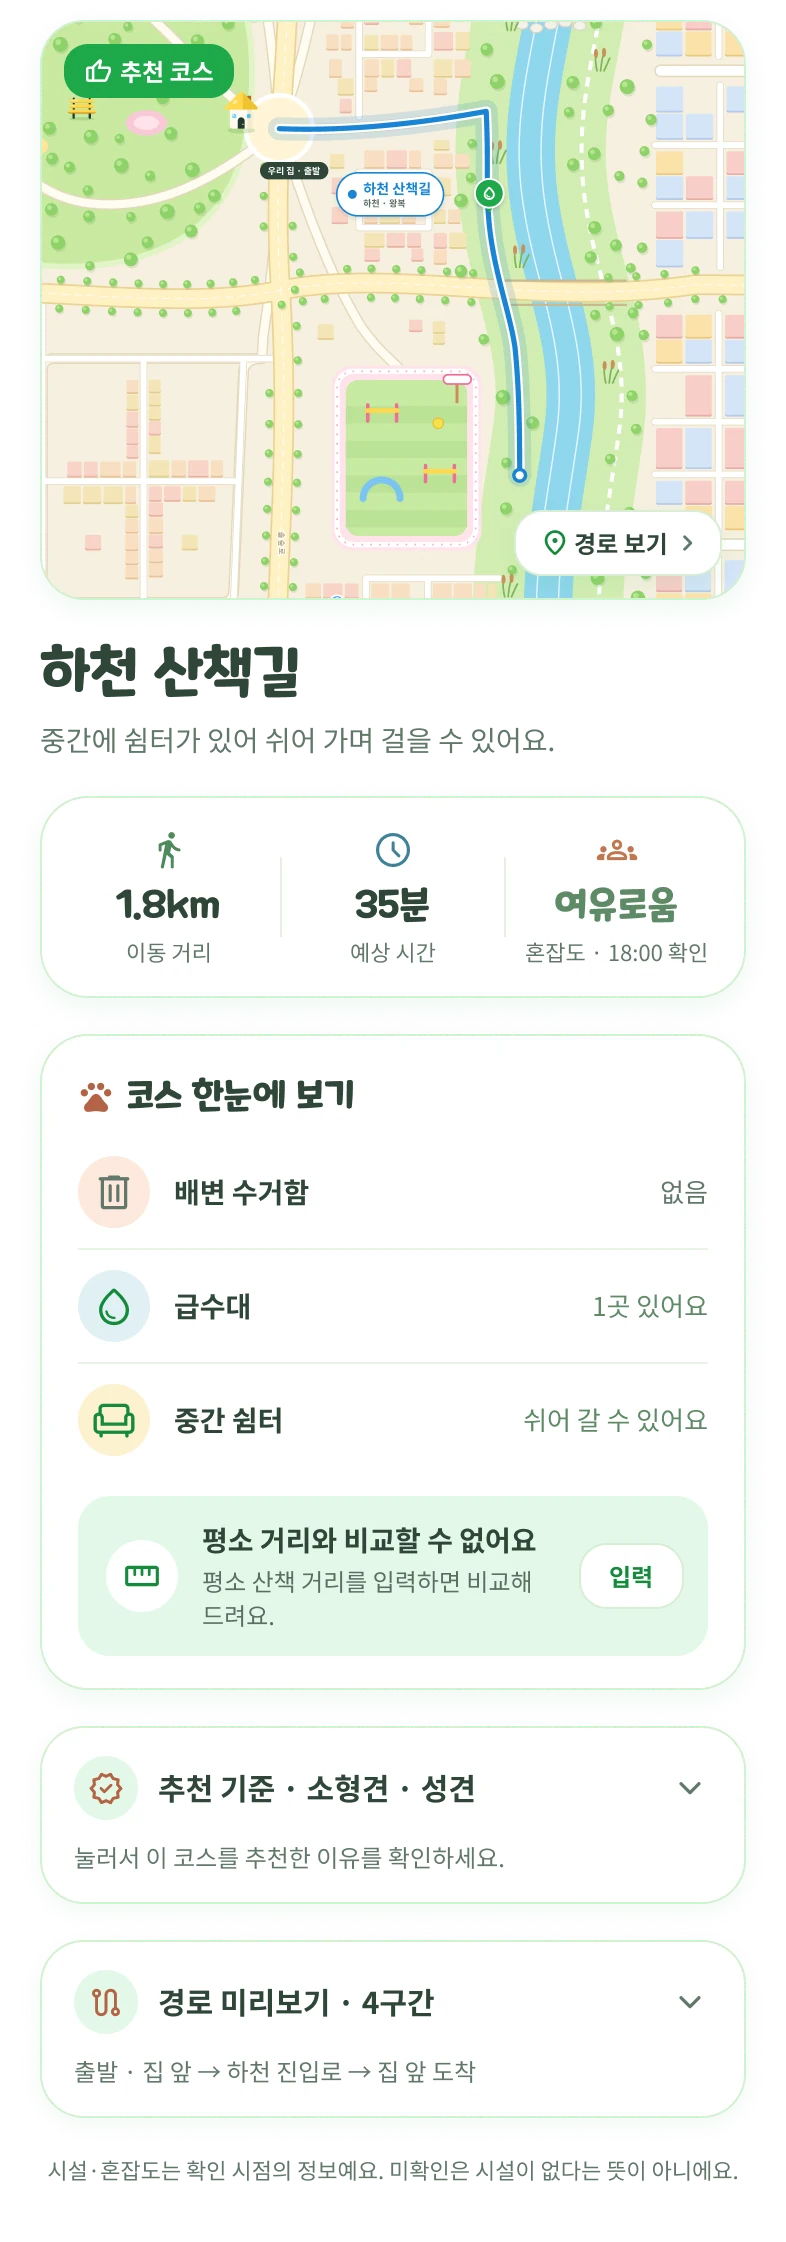 추천 코스
우리 집 · 출발
하천 산책길
하천 · 왕복
경로 보기
하천 산책길
중간에 쉼터가 있어 쉬어 가며 걸을 수 있어요.
1.8km
이동 거리
35분
예상 시간
여유로움
혼잡도 · 18:00 확인
코스 한눈에 보기
배변 수거함
없음
급수대
1곳 있어요
중간 쉼터
쉬어 갈 수 있어요
평소 거리와 비교할 수 없어요
평소 산책 거리를 입력하면 비교해
드려요.
입력
추천 기준 · 소형견 · 성견
눌러서 이 코스를 추천한 이유를 확인하세요.
경로 미리보기 · 4구간
출발 · 집 앞 → 하천 진입로 → 집 앞 도착
시설·혼잡도는 확인 시점의 정보예요. 미확인은 시설이 없다는 뜻이 아니에요.